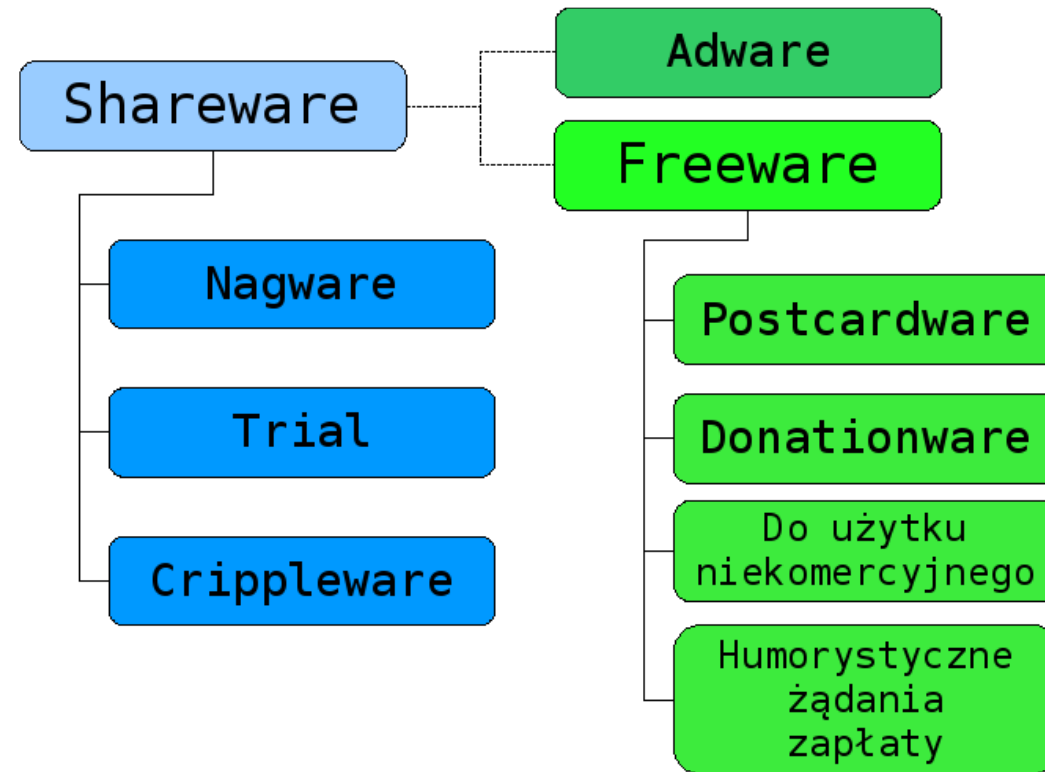 Adware
Shareware
Freeware
Nagware
Postcardware
Trial
Donationware
Do użytku
niekomercyjnego
Crippleware
Humorystyczne
żądania
zapłaty